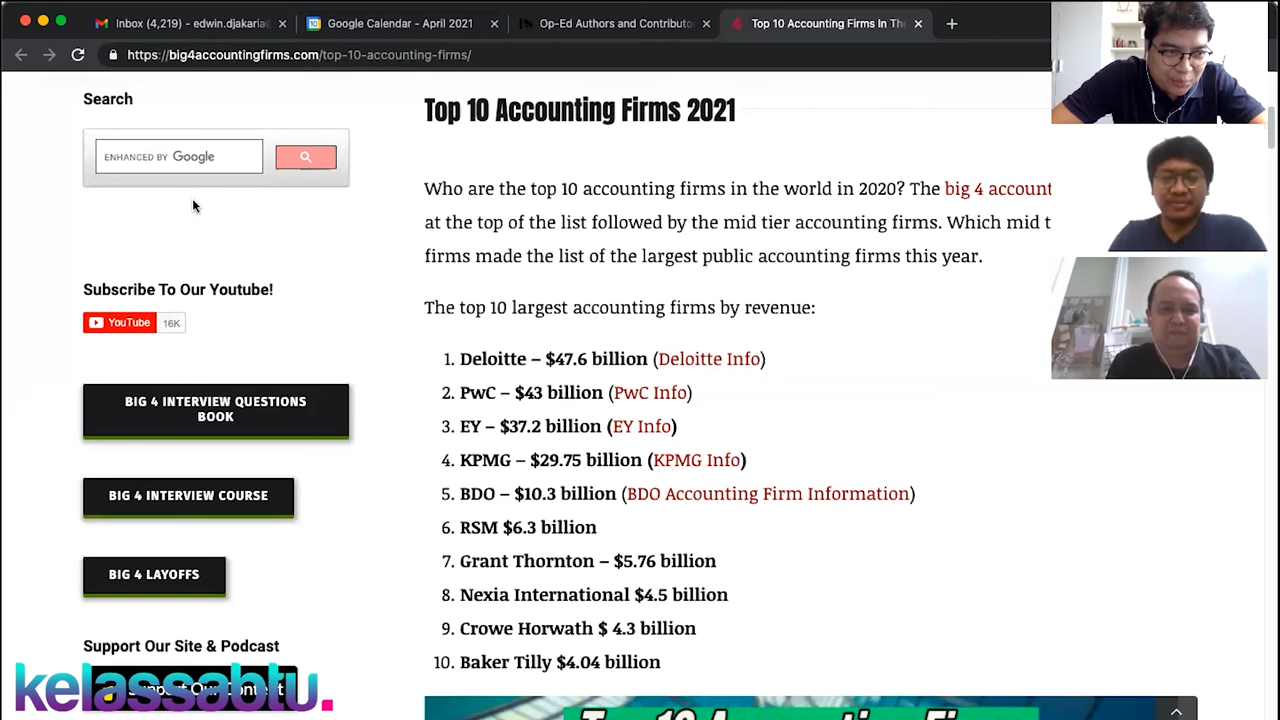 Inbox (4,219) - edwin.djakaria
Google Calendar - April 2021
Op-Ed Authors and Contributo
Top 10 Accounting Firms In The
https://big4accountingfirms.com/top-10-accounting-firms/
Search
ENHANCED BY Google
Subscribe To Our Youtube!
YouTube 16K
BIG 4 INTERVIEW QUESTIONS
BOOK
BIG 4 INTERVIEW COURSE
BIG 4 LAYOFFS
Support Our Site & Podcast
kelassabtu.
Top 10 Accounting Firms 2021
Who are the top 10 accounting firms in the world in 2020? The big 4 account
at the top of the list followed by the mid tier accounting firms. Which mid t
firms made the list of the largest public accounting firms this year.
The top 10 largest accounting firms by revenue:
1. Deloitte – $47.6 billion (Deloitte Info)
2. PwC – $43 billion (PwC Info)
3. EY – $37.2 billion (EY Info)
4. KPMG – $29.75 billion (KPMG Info)
5. BDO – $10.3 billion (BDO Accounting Firm Information)
6. RSM $6.3 billion
7. Grant Thornton – $5.76 billion
8. Nexia International $4.5 billion
9. Crowe Horwath $ 4.3 billion
10. Baker Tilly $4.04 billion
Top 10 Accounting Firms